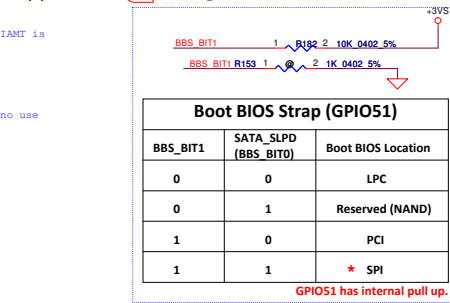 +3VS
IAMT is
BBS_BIT1 1 R182 2 10K_0402_5%
BBS_BIT1 R153 1 @ 2 1K_0402_5%
no use
Boot BIOS Strap (GPIO51)
BBS_BIT1 SATA_SLPD (BBS_BIT0) Boot BIOS Location
0 0 LPC
0 1 Reserved (NAND)
1 0 PCI
1 1 * SPI
GPIO51 has internal pull up.